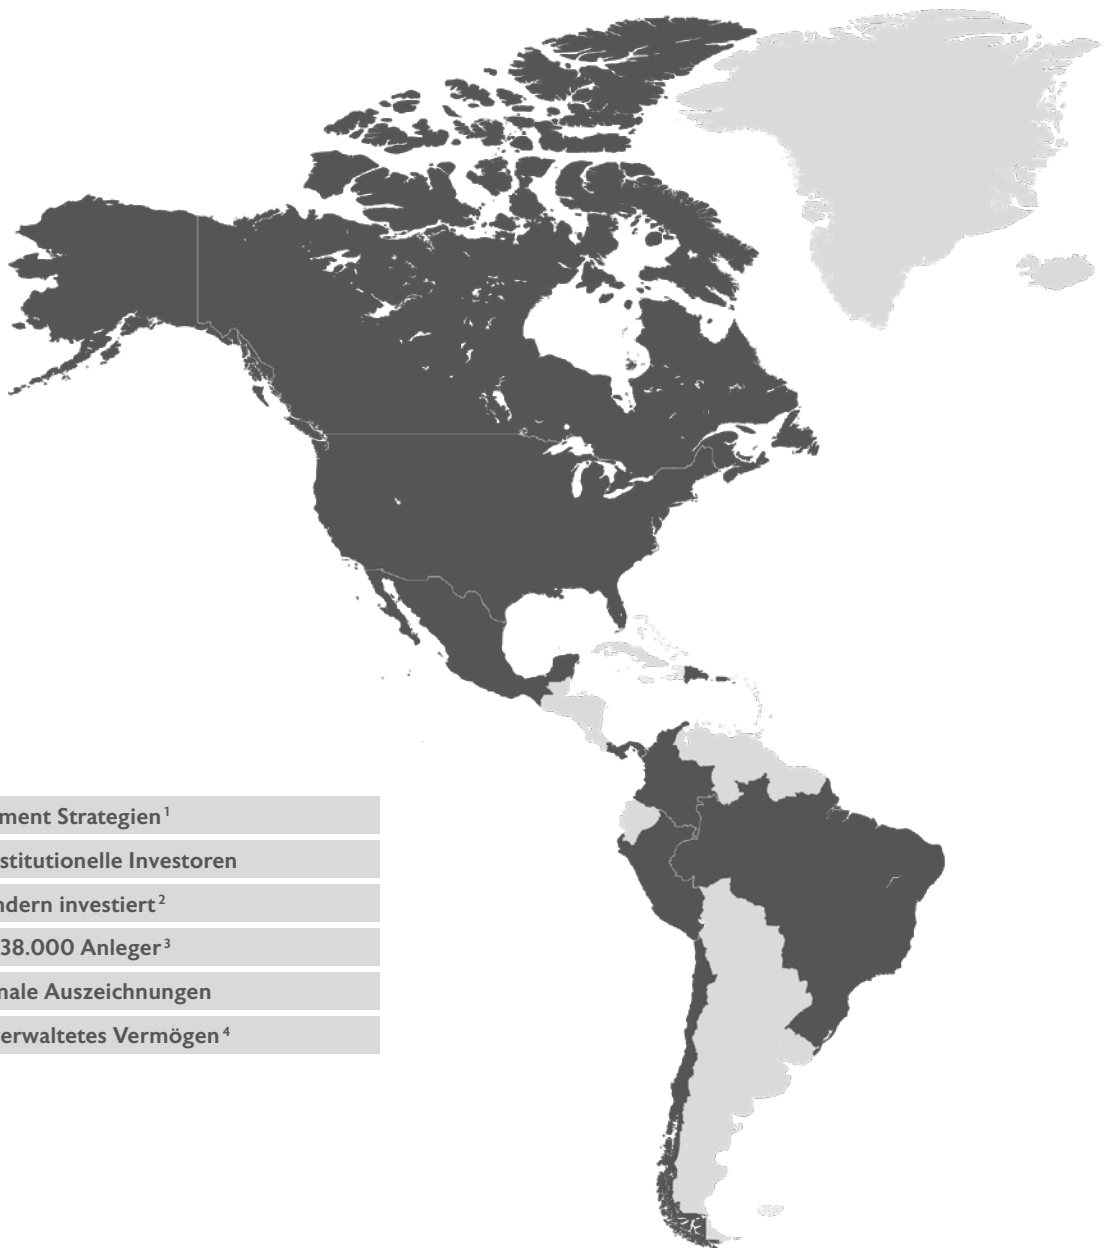 ment Strategien¹
stitutionelle Investoren
ndern investiert²
38.000 Anleger³
nale Auszeichnungen
erwaltetes Vermögen⁴